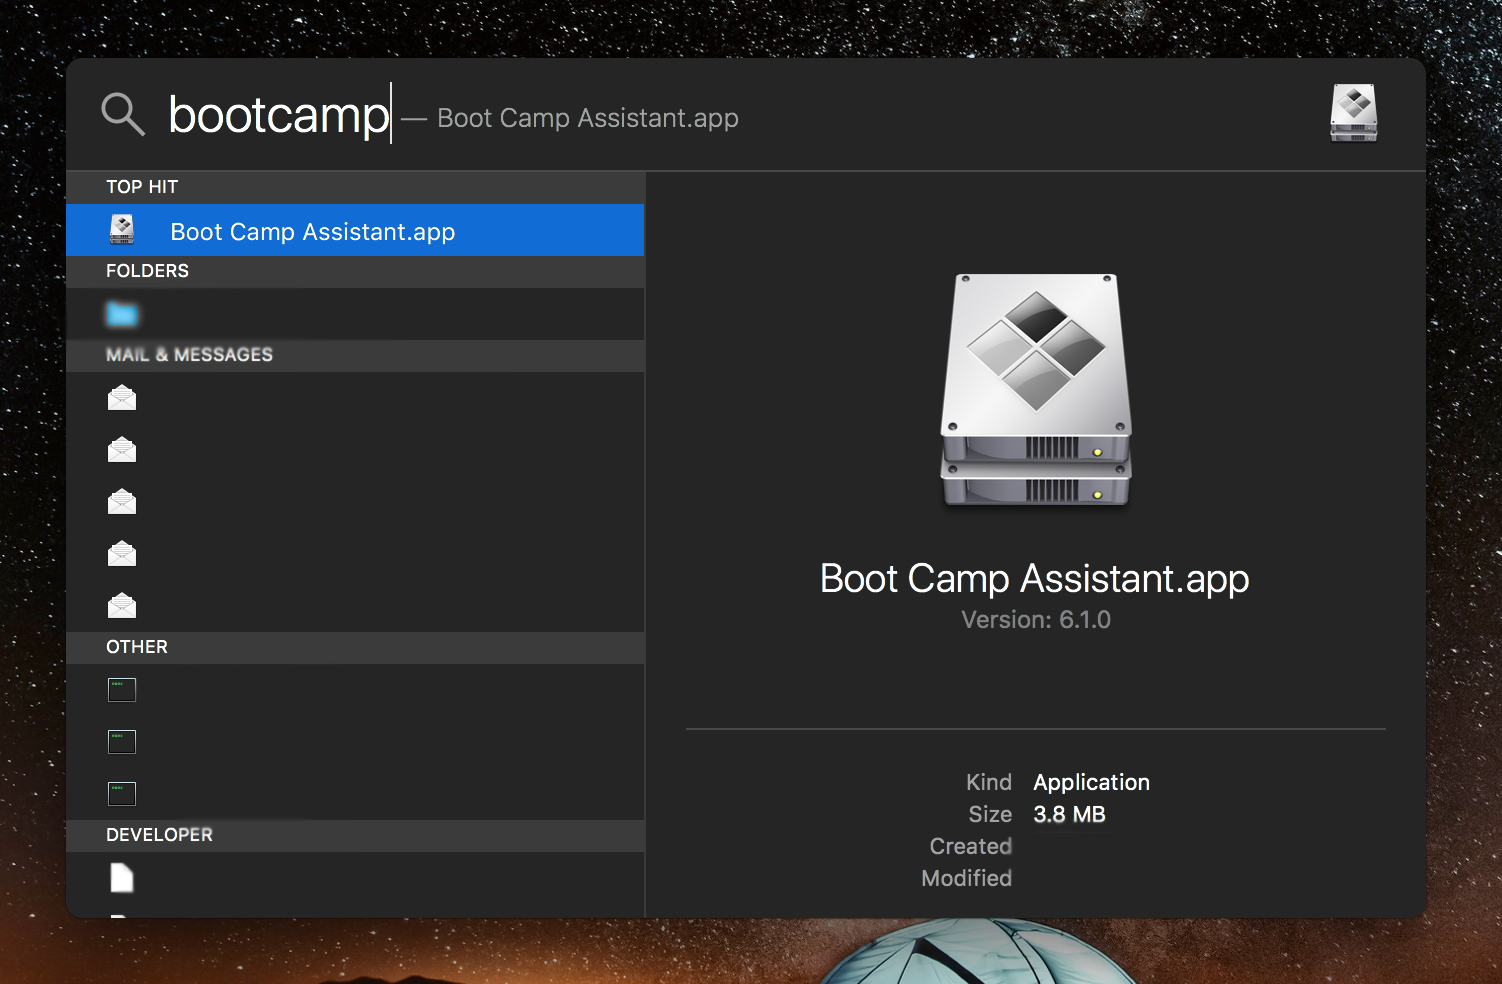 bootcamp — Boot Camp Assistant.app
TOP HIT
Boot Camp Assistant.app
FOLDERS
MAIL & MESSAGES
OTHER
DEVELOPER
Boot Camp Assistant.app
Version: 6.1.0
Kind Application
Size 3.8 MB
Created
Modified